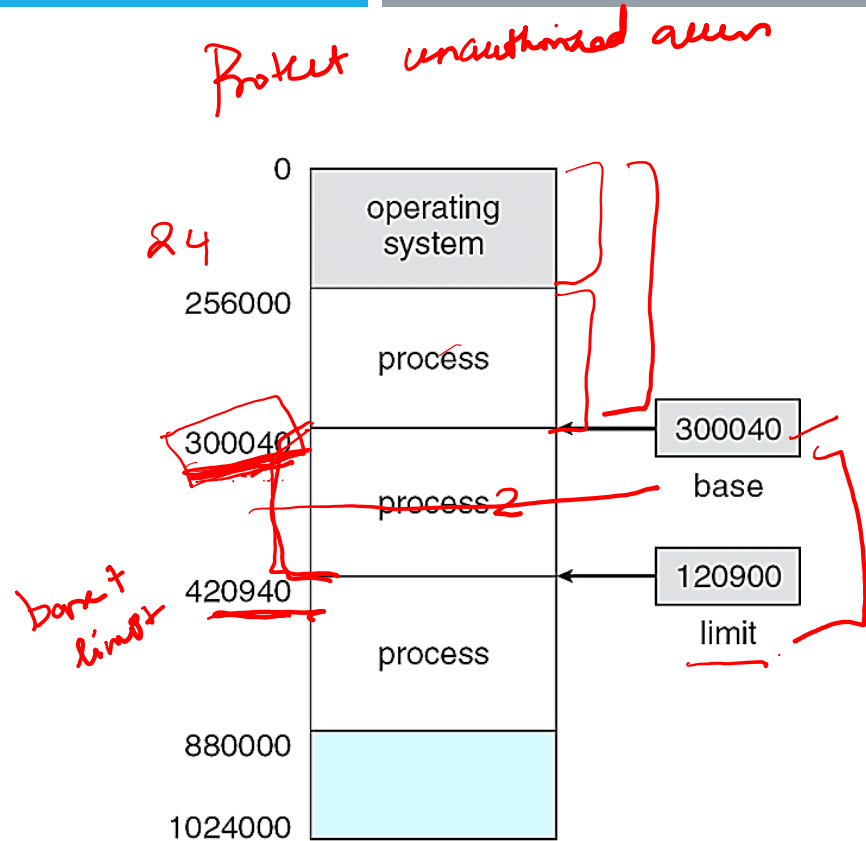 Protect unauthorized access
0
operating
system
24
256000
process
300040
300040
base
process 2
420940
120900
base +
limit
limit
process
880000
1024000